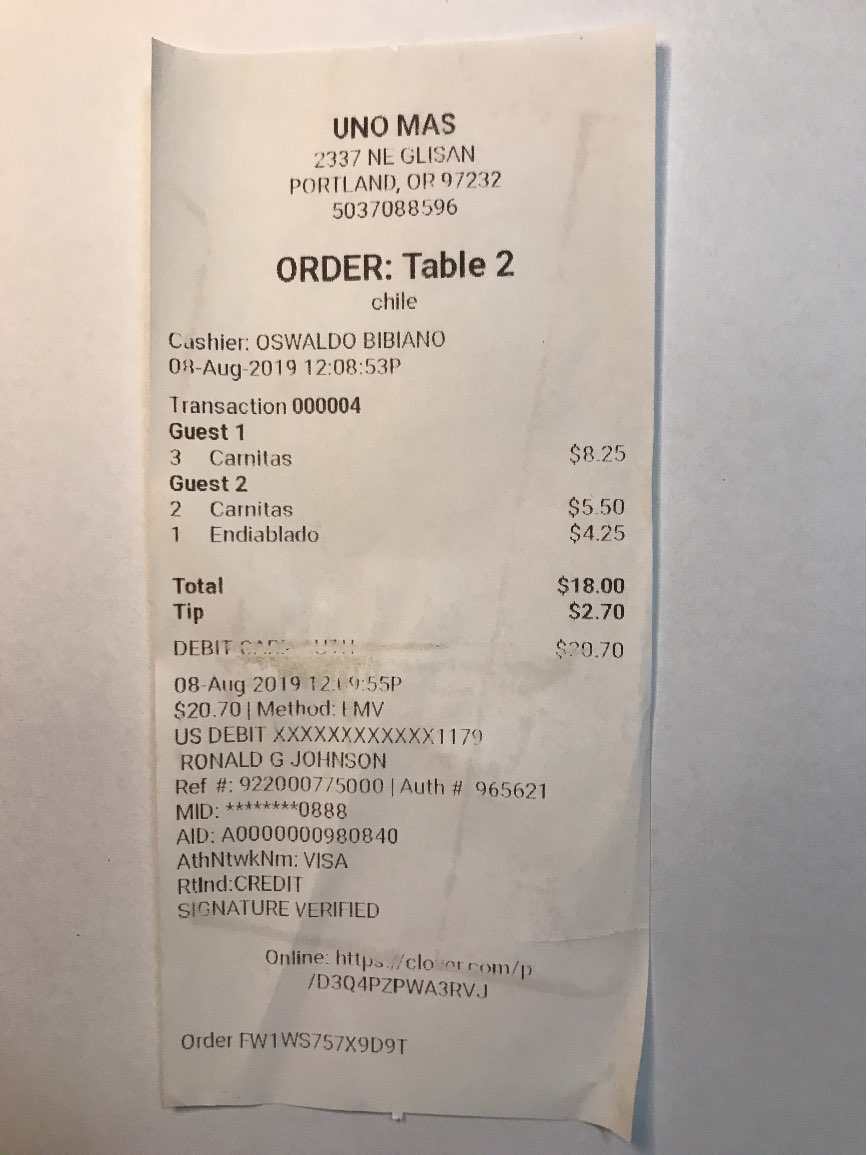 UNO MAS
2337 NE GLISAN
PORTLAND, OR 97232
5037088596
ORDER: Table 2
chile
Cashier: OSWALDO BIBIANO
08-Aug-2019 12:08:53P
Transaction 000004
Guest 1
3 Carnitas $8.25
Guest 2
2 Carnitas $5.50
1 Endiablado $4.25
Total $18.00
Tip $2.70
DEBIT $20.70
08-Aug 2019 12:09:55P
$20.70 | Method: EMV
US DEBIT XXXXXXXXXXXX1179
RONALD G JOHNSON
Ref #: 922000775000 | Auth # 965621
MID: ********0888
AID: A0000000980840
AthNtwkNm: VISA
RtInd:CREDIT
SIGNATURE VERIFIED
Online: https://clover.com/p
/D3Q4PZPWA3RVJ
Order FW1WS757X9D9T